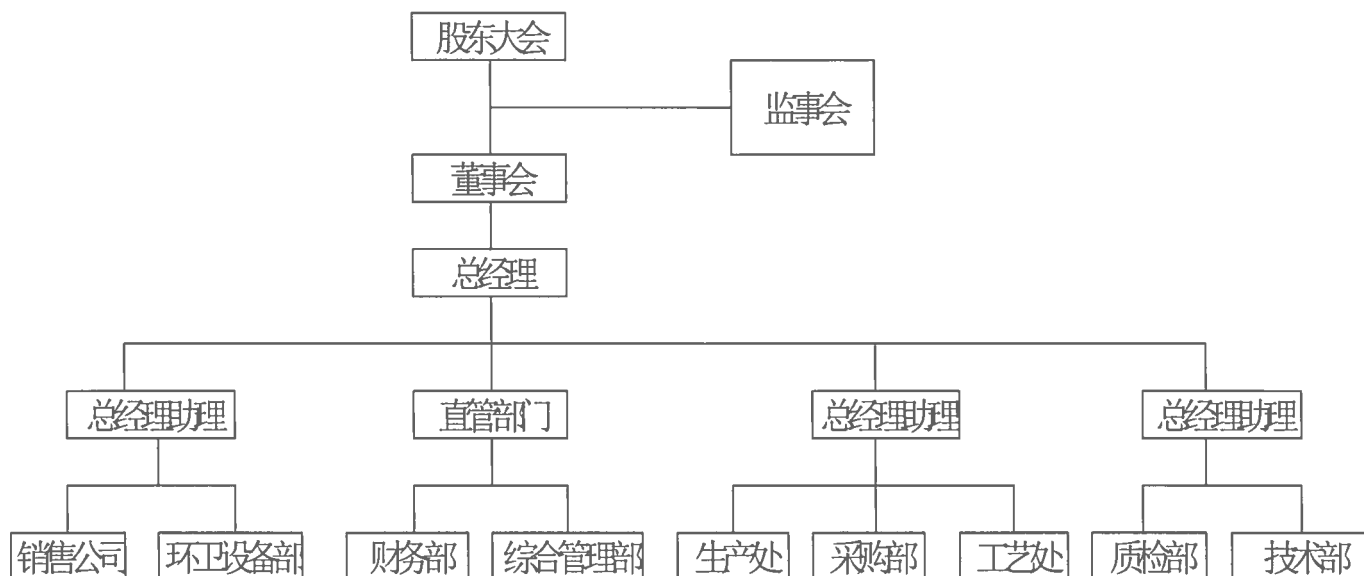 股东大会
监事会
董事会
总经理
总经理助理
直管部门
总经理助理
总经理助理
销售公司
环卫设备部
财务部
综合管理部
生产处
采购部
工艺处
质检部
技术部